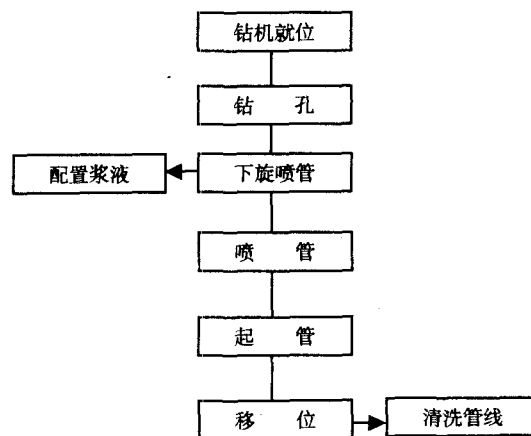 钻机就位
钻 孔
配置浆液 下旋喷管
喷 管
起 管
移 位 清洗管线